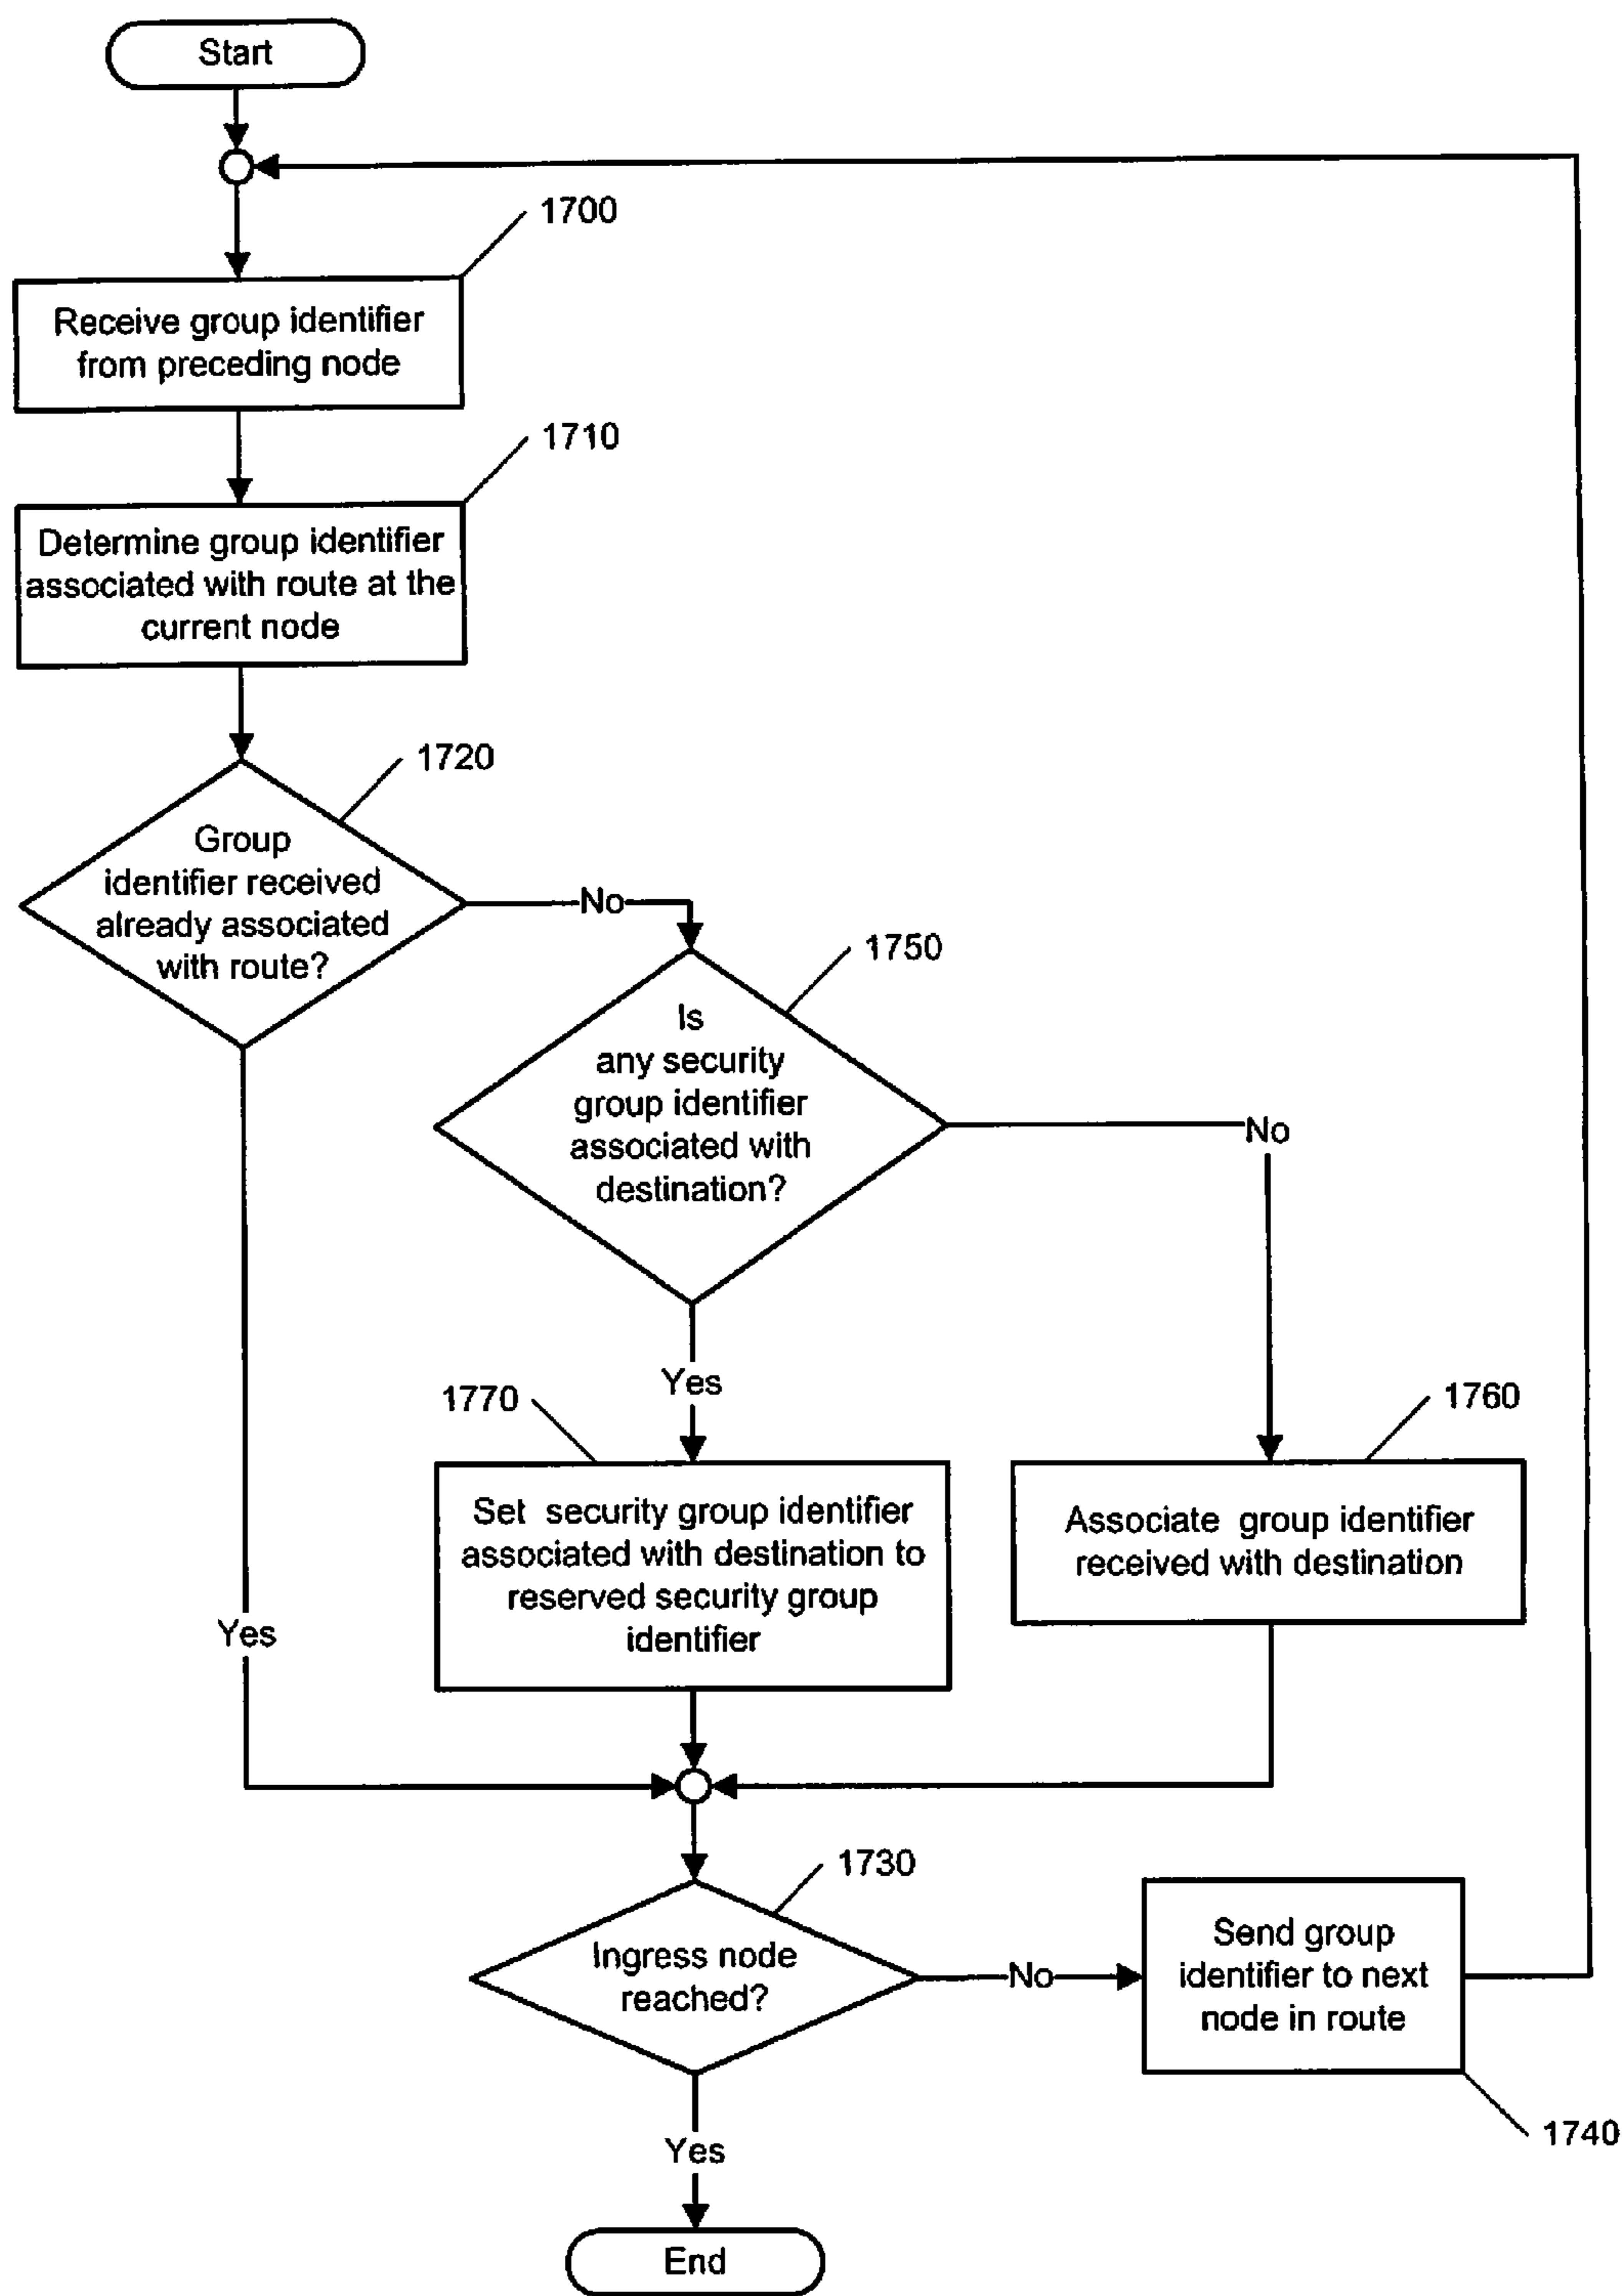 Start
1700
Receive group identifier
from preceding node
1710
Determine group identifier
associated with route at the
current node
1720
Group
identifier received
already associated
with route?
No
1750
Is
any security
group identifier
associated with
destination?
No
Yes
1770
1760
Set security group identifier
associated with destination to
reserved security group
identifier
Associate group identifier
received with destination
Yes
1730
Ingress node
reached?
No
Send group
identifier to next
node in route
1740
Yes
End